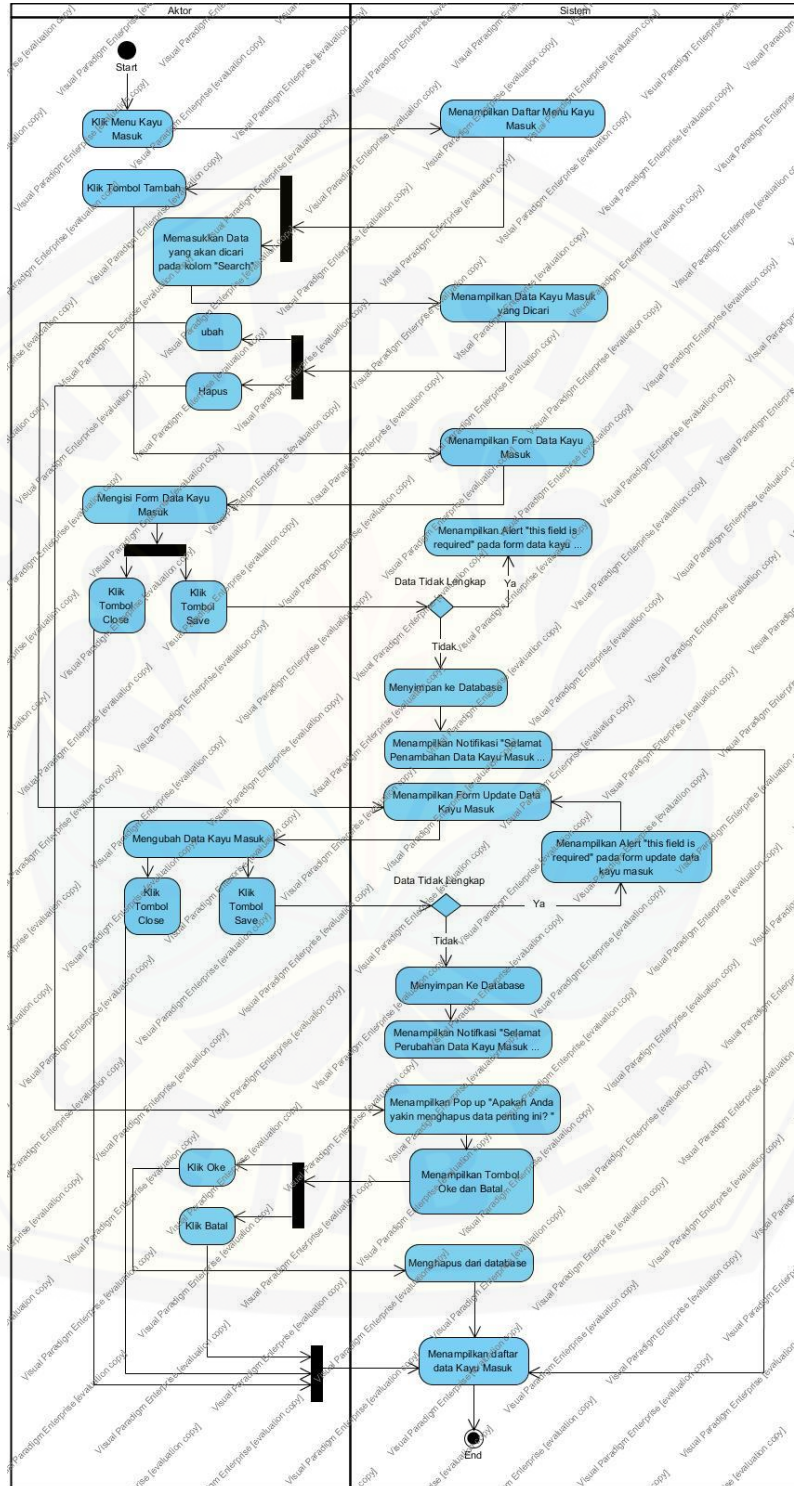 Aktor
Sistem
Start
Klik Menu Kayu
Masuk
Menampilkan Daftar Menu Kayu
Masuk
Klik Tombol Tambah
Memasukkan Data
yang akan dicari
pada kolom "Search"
Menampilkan Data Kayu Masuk
yang Dicari
ubah
Hapus
Menampilkan Fom Data Kayu
Masuk
Mengisi Form Data Kayu
Masuk
Menampilkan Alert "this field is
required" pada form data kayu ...
Klik
Tombol
Close
Klik
Tombol
Save
Data Tidak Lengkap
Ya
Tidak
Menyimpan ke Database
Menampilkan Notifikasi "Selamat
Penambahan Data Kayu Masuk ...
Menampilkan Form Update Data
Kayu Masuk
Mengubah Data Kayu Masuk
Menampilkan Alert "this field is
required" pada form update data
kayu masuk
Klik
Tombol
Close
Klik
Tombol
Save
Data Tidak Lengkap
Ya
Tidak
Menyimpan Ke Database
Menampilkan Notifkasi "Selamat
Perubahan Data Kayu Masuk ...
Menampilkan Pop up "Apakah Anda
yakin menghapus data penting ini? "
Klik Oke
Menampilkan Tombol
Oke dan Batal
Klik Batal
Menghapus dari database
Menampilkan daftar
data Kayu Masuk
End
Visual Paradigm Enterprise [evaluation copy]